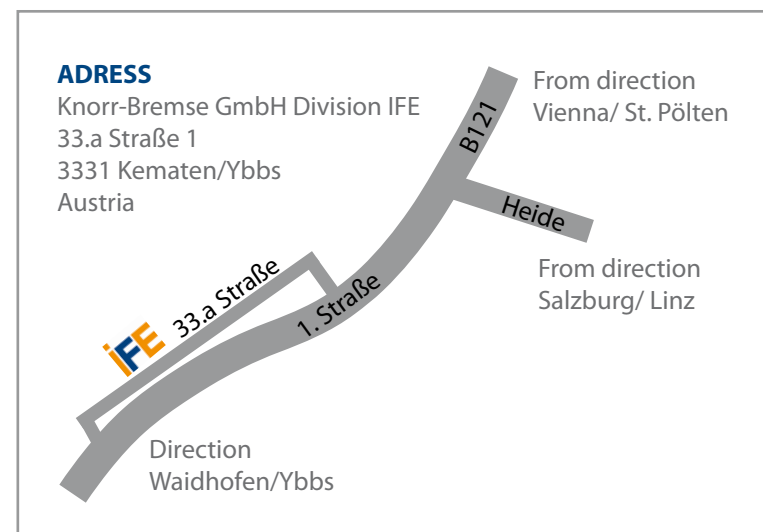 ADRESS
Knorr-Bremse GmbH Division IFE
33.a Straße 1
3331 Kematen/Ybbs
Austria
From direction
Vienna/ St. Pölten
B121
Heide
From direction
Salzburg/ Linz
33.a Straße
1. Straße
iFE
Direction
Waidhofen/Ybbs